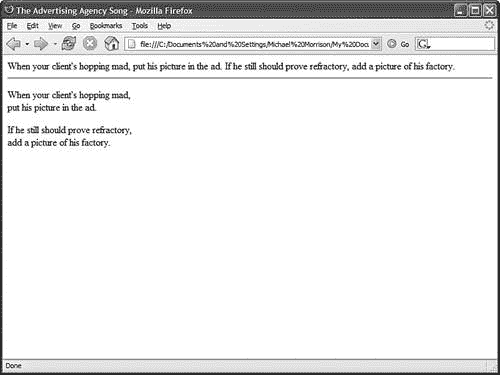 The Advertising Agency Song - Mozilla Firefox
File Edit View Go Bookmarks Tools Help
file:///C:/Documents%20and%20Settings/Michael%20Morrison/My%20Docu Go
When your client's hopping mad, put his picture in the ad. If he still should prove refractory, add a picture of his factory.
When your client's hopping mad,
put his picture in the ad.
If he still should prove refractory,
add a picture of his factory.
Done